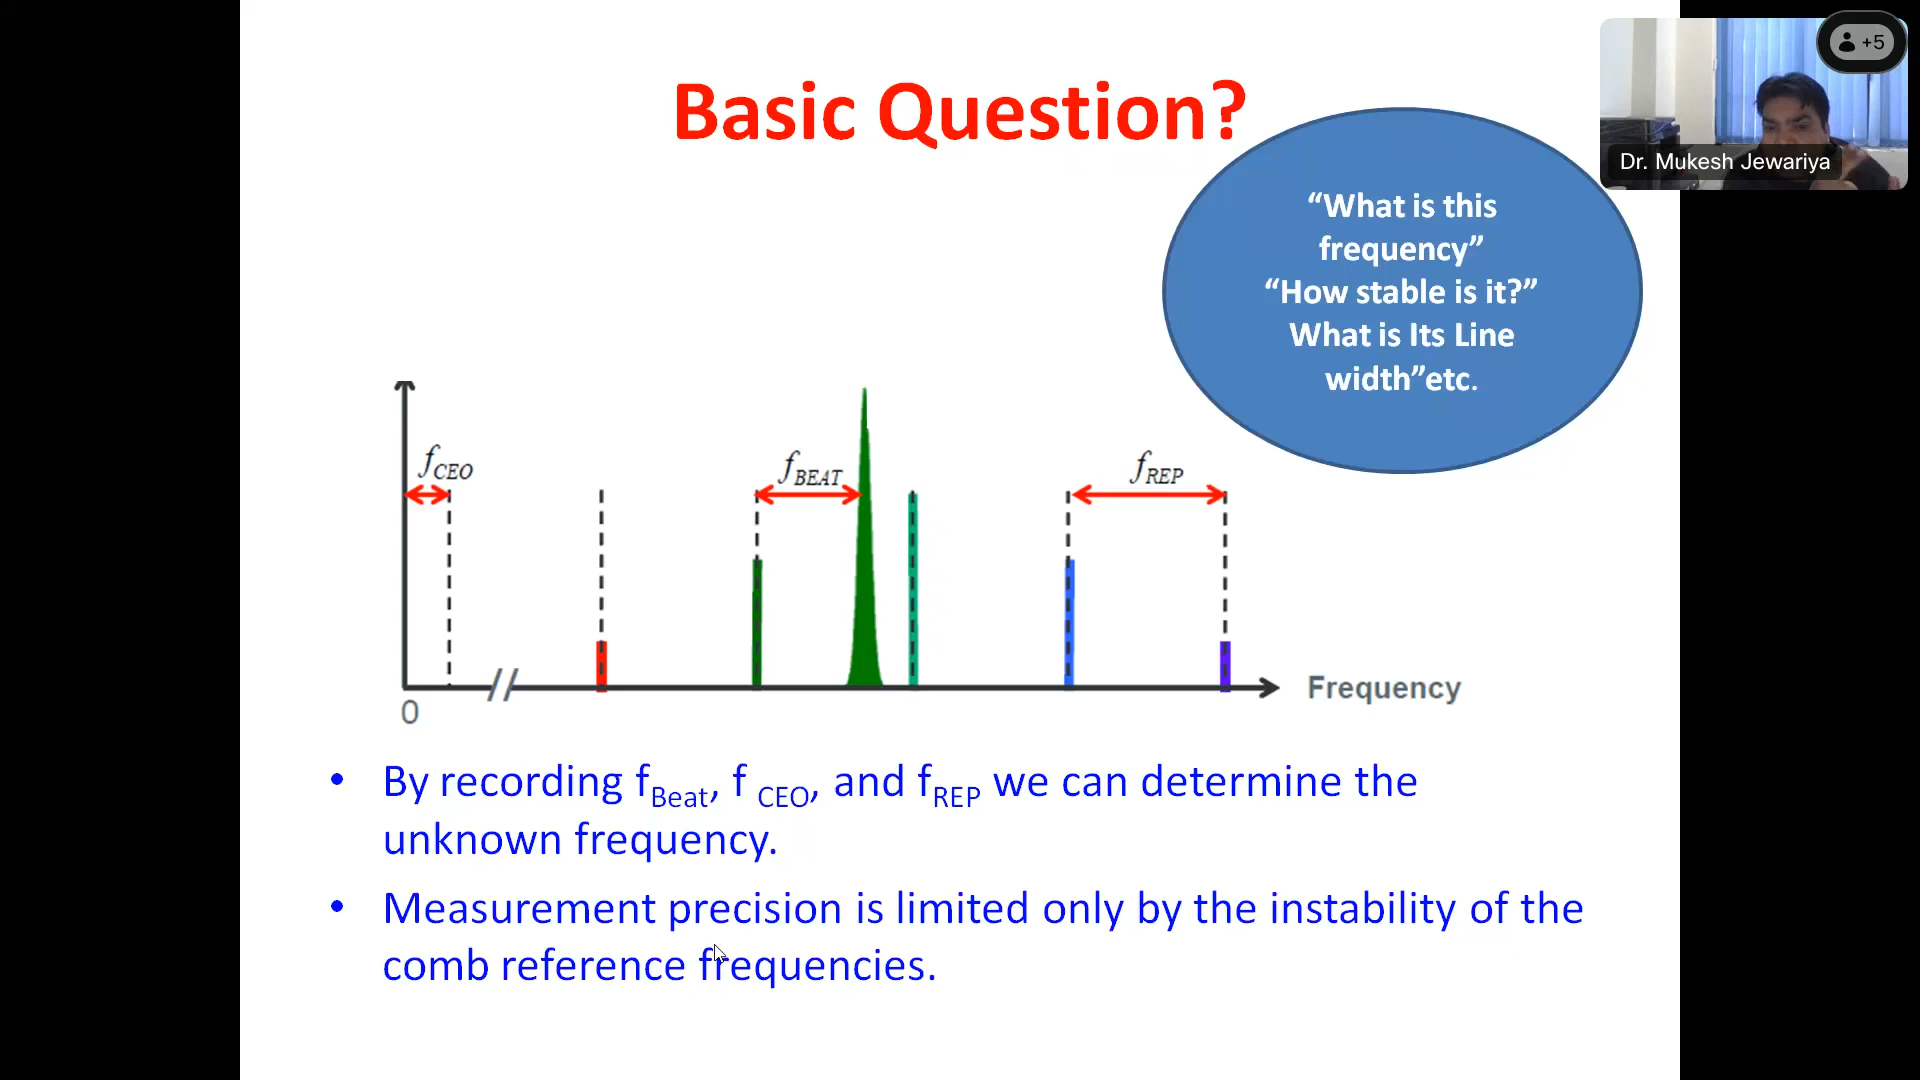 Basic Question?
+5
Dr. Mukesh Jewariya
“What is this
frequency”
“How stable is it?”
What is Its Line
width”etc.
fCEO
fBEAT
fREP
Frequency
0
• By recording fBeat, f CEO, and fREP we can determine the
unknown frequency.
• Measurement precision is limited only by the instability of the
comb reference frequencies.